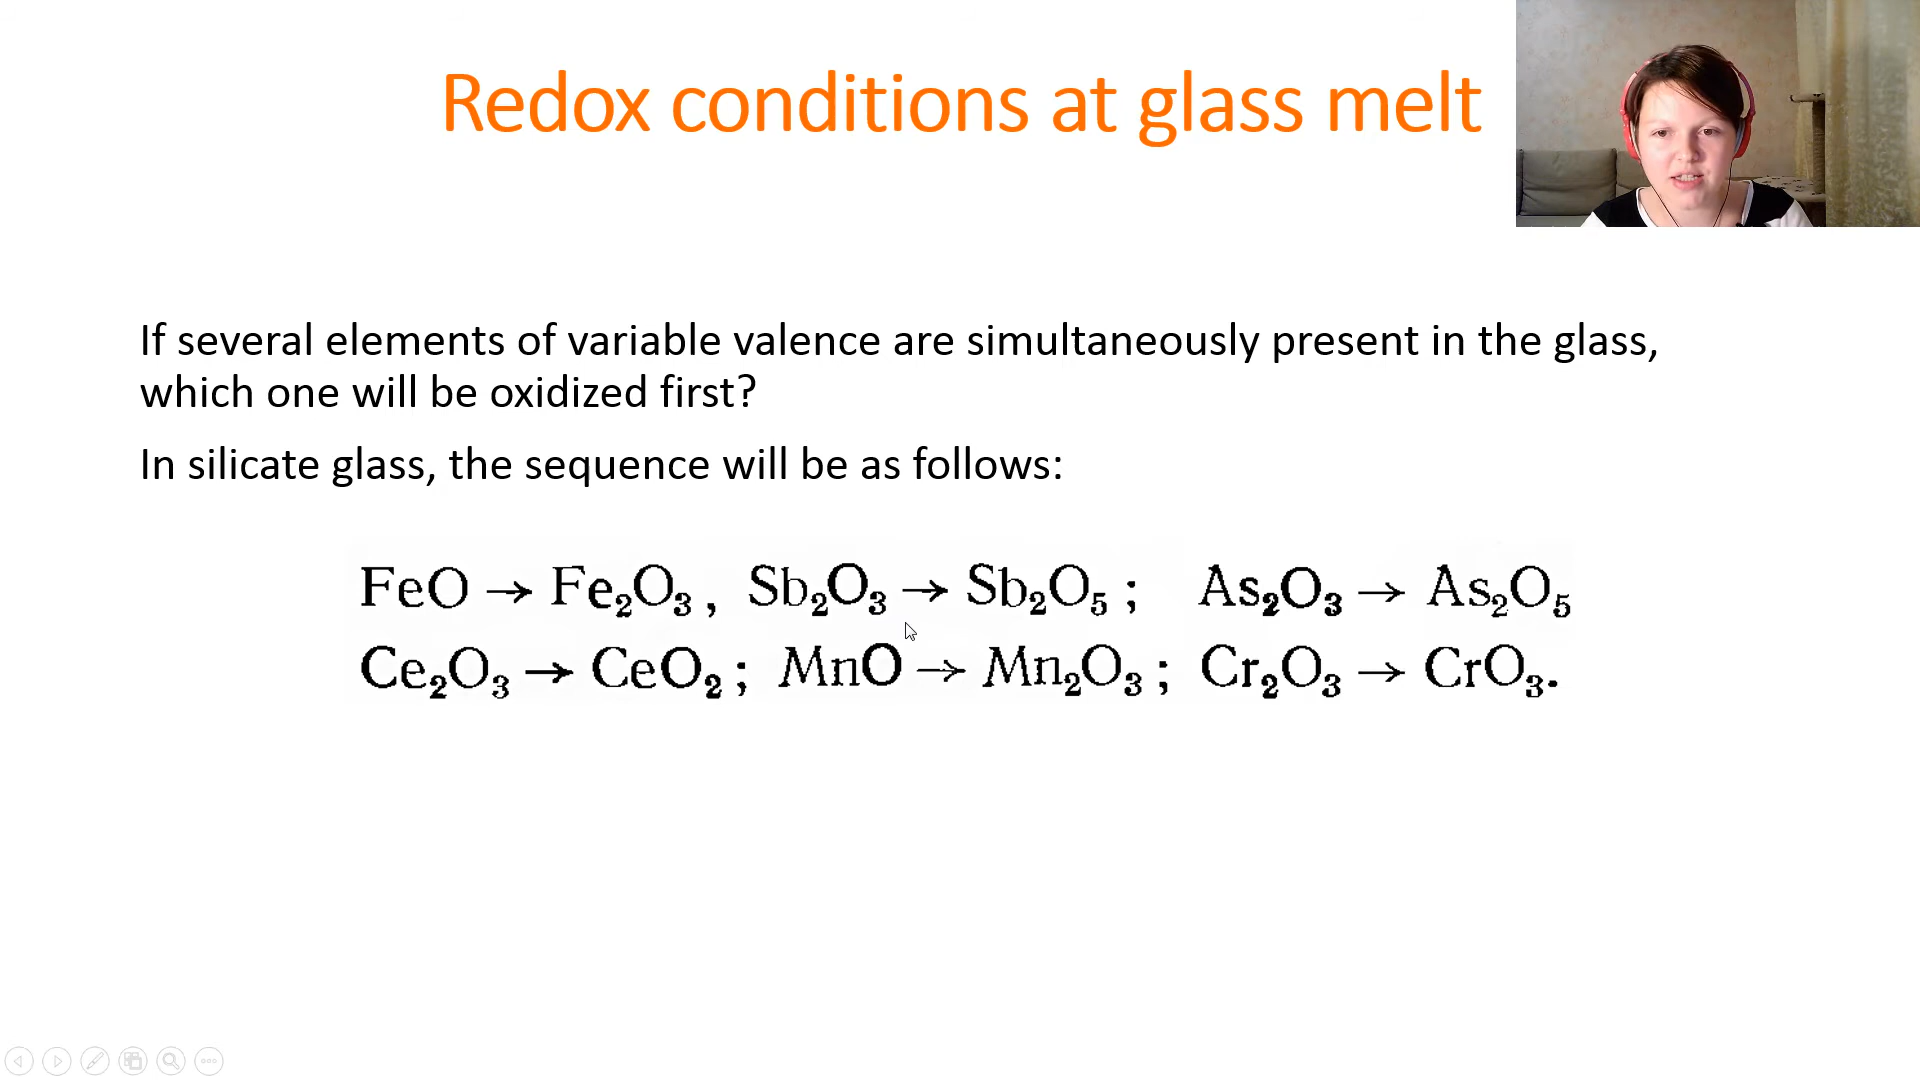 Redox conditions at glass melt
If several elements of variable valence are simultaneously present in the glass,
which one will be oxidized first?
In silicate glass, the sequence will be as follows:
FeO → Fe₂O₃, Sb₂O₃ → Sb₂O₅; As₂O₃ → As₂O₅
Ce₂O₃ → CeO₂; MnO → Mn₂O₃; Cr₂O₃ → CrO₃.